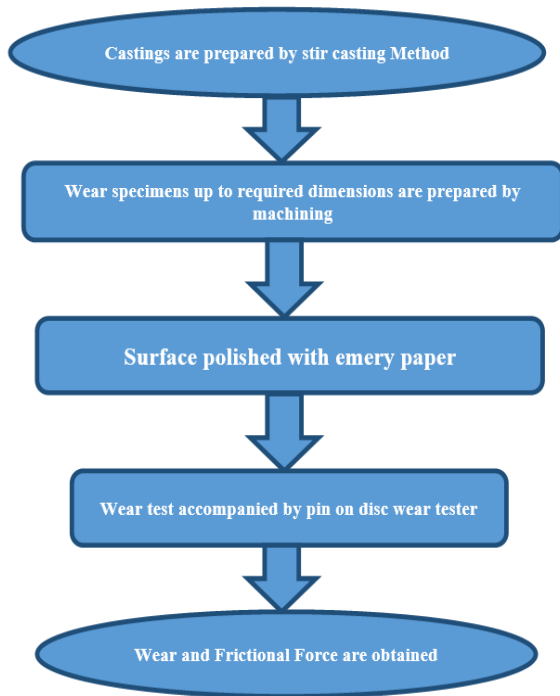 Castings are prepared by stir casting Method
Wear specimens up to required dimensions are prepared by
machining
Surface polished with emery paper
Wear test accompanied by pin on disc wear tester
Wear and Frictional Force are obtained